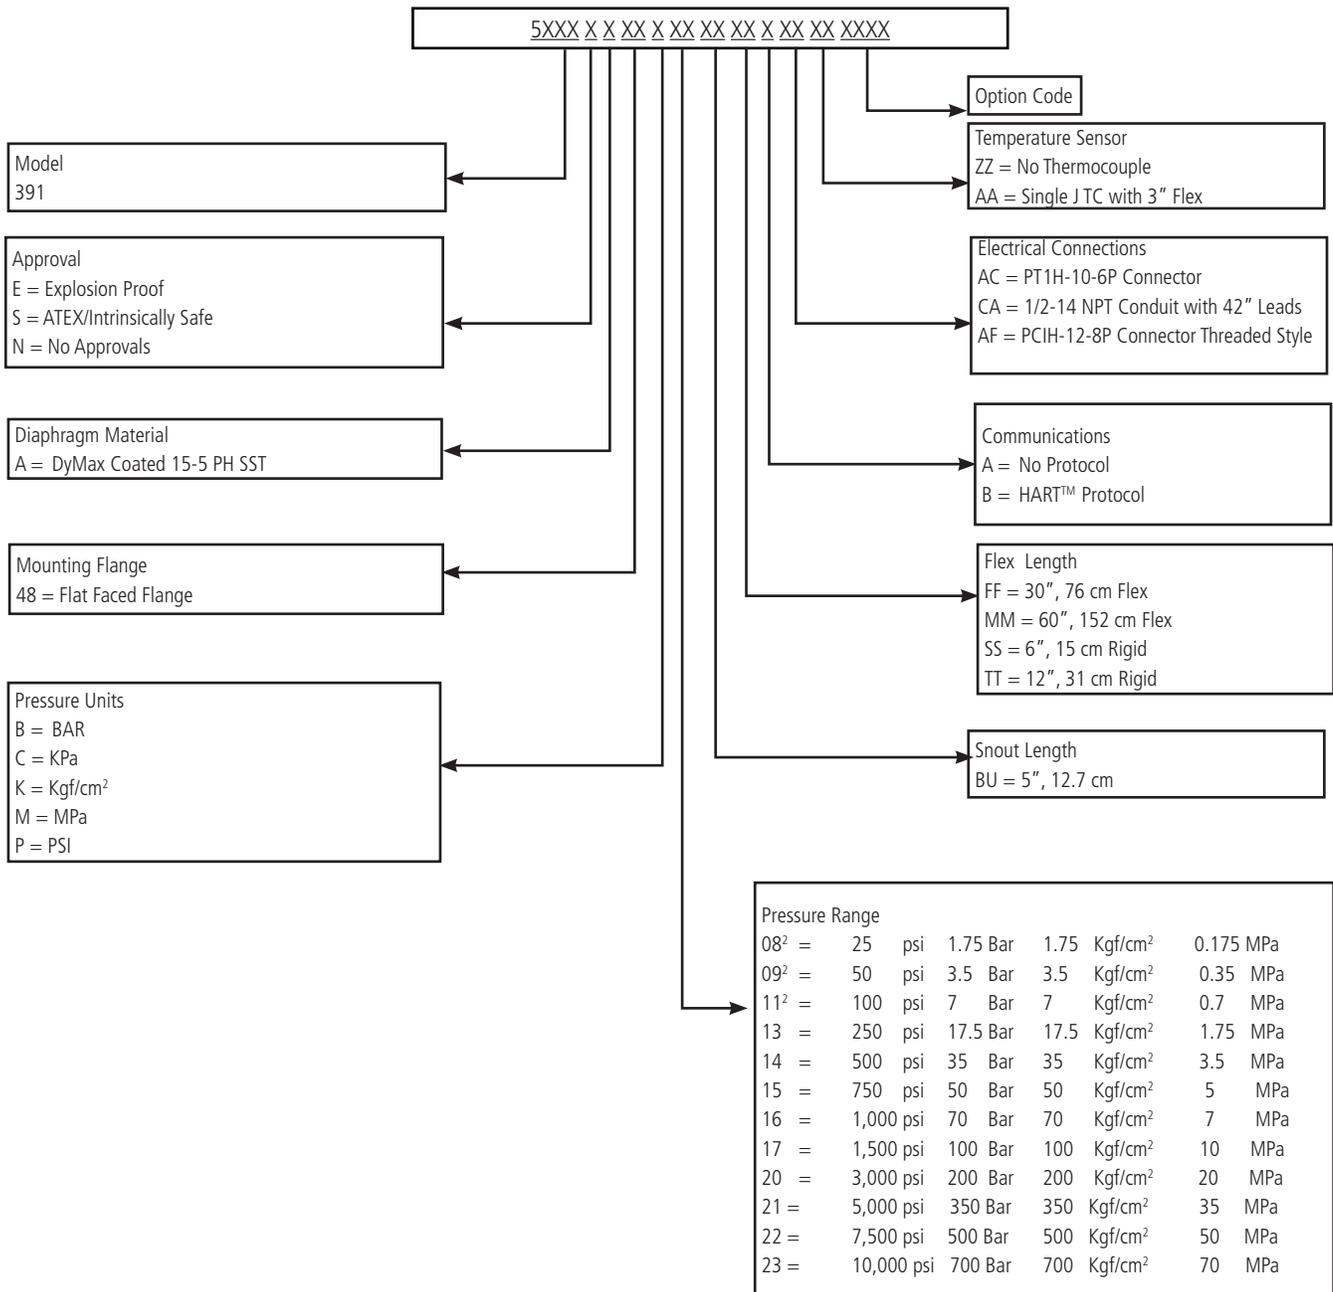 5XXX X X XX X XX XX XX X XX XX XXXX
Model
391
Approval
E = Explosion Proof
S = ATEX/Intrinsically Safe
N = No Approvals
Diaphragm Material
A = DyMax Coated 15-5 PH SST
Mounting Flange
48 = Flat Faced Flange
Pressure Units
B = BAR
C = KPa
K = Kgf/cm²
M = MPa
P = PSI
Option Code
Temperature Sensor
ZZ = No Thermocouple
AA = Single J TC with 3" Flex
Electrical Connections
AC = PT1H-10-6P Connector
CA = 1/2-14 NPT Conduit with 42" Leads
AF = PCIH-12-8P Connector Threaded Style
Communications
A = No Protocol
B = HART™ Protocol
Flex Length
FF = 30", 76 cm Flex
MM = 60", 152 cm Flex
SS = 6", 15 cm Rigid
TT = 12", 31 cm Rigid
Snout Length
BU = 5", 12.7 cm
Pressure Range
08² = 25 psi 1.75 Bar 1.75 Kgf/cm² 0.175 MPa
09² = 50 psi 3.5 Bar 3.5 Kgf/cm² 0.35 MPa
11² = 100 psi 7 Bar 7 Kgf/cm² 0.7 MPa
13 = 250 psi 17.5 Bar 17.5 Kgf/cm² 1.75 MPa
14 = 500 psi 35 Bar 35 Kgf/cm² 3.5 MPa
15 = 750 psi 50 Bar 50 Kgf/cm² 5 MPa
16 = 1,000 psi 70 Bar 70 Kgf/cm² 7 MPa
17 = 1,500 psi 100 Bar 100 Kgf/cm² 10 MPa
20 = 3,000 psi 200 Bar 200 Kgf/cm² 20 MPa
21 = 5,000 psi 350 Bar 350 Kgf/cm² 35 MPa
22 = 7,500 psi 500 Bar 500 Kgf/cm² 50 MPa
23 = 10,000 psi 700 Bar 700 Kgf/cm² 70 MPa